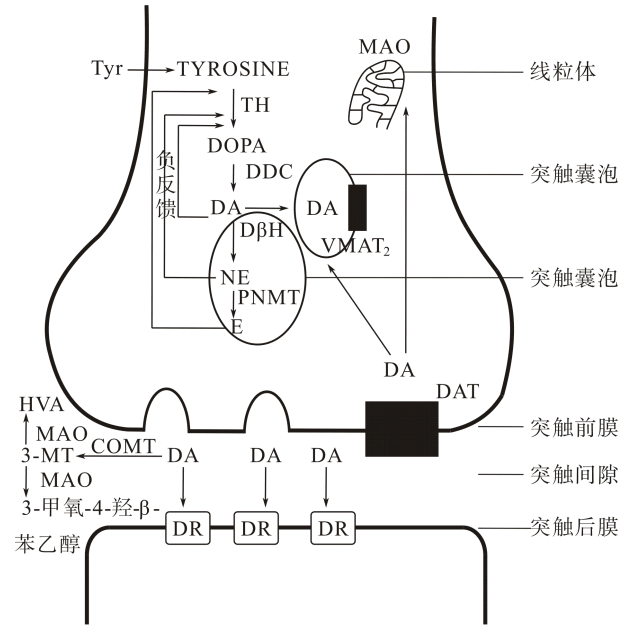 MAO
线粒体
Tyr
TYROSINE
TH
DOPA
DDC
负反馈
突触囊泡
DA
DA
DβH
VMAT₂
NE
PNMT
突触囊泡
E
DA
DAT
HVA
MAO
COMT
3-MT
DA
DA
DA
突触前膜
MAO
突触间隙
3-甲氧-4-羟-β-
苯乙醇
DR
DR
DR
突触后膜